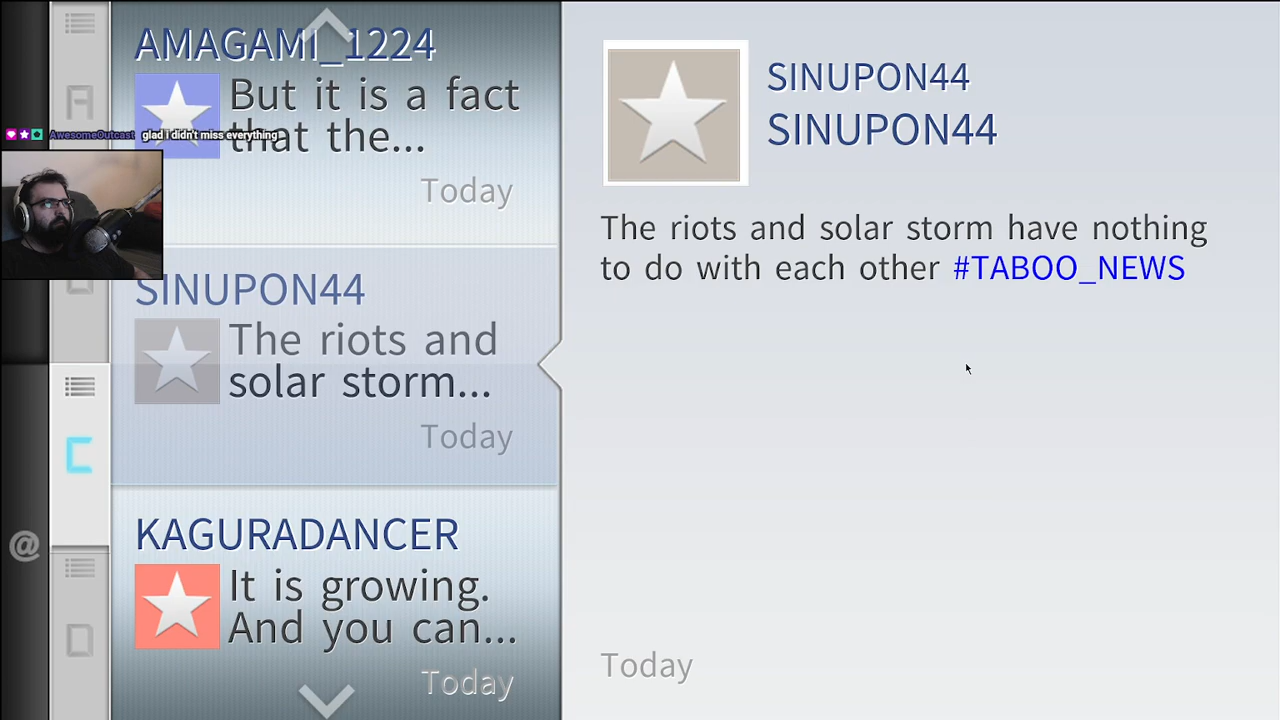 AMAGAMI_1224
But it is a fact
that the...
Today
AwesomeOutcast glad i didn't miss everything
SINUPON44
The riots and
solar storm...
Today
KAGURADANCER
It is growing.
And you can...
Today
A
C
@
D
SINUPON44
SINUPON44
The riots and solar storm have nothing
to do with each other #TABOO_NEWS
Today